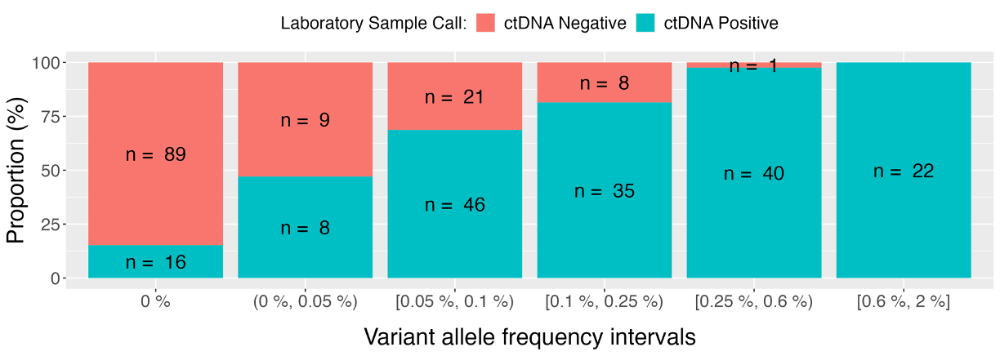 Laboratory Sample Call: ctDNA Negative ctDNA Positive
Proportion (%)
100
75
50
25
0
n = 89
n = 16
n = 9
n = 8
n = 21
n = 46
n = 8
n = 35
n = 1
n = 40
n = 22
0 % (0 %, 0.05 %) [0.05 %, 0.1 %) [0.1 %, 0.25 %) [0.25 %, 0.6 %) [0.6 %, 2 %]
Variant allele frequency intervals